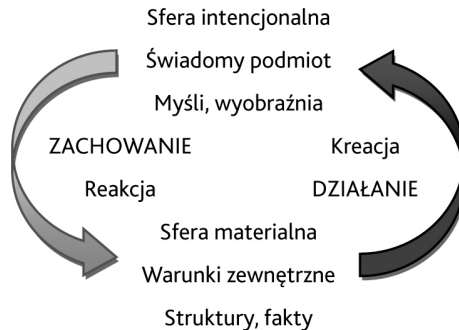 Sfera intencjonalna
Świadomy podmiot
Myśli, wyobraźnia
ZACHOWANIE Kreacja
Reakcja DZIAŁANIE
Sfera materialna
Warunki zewnętrzne
Struktury, fakty